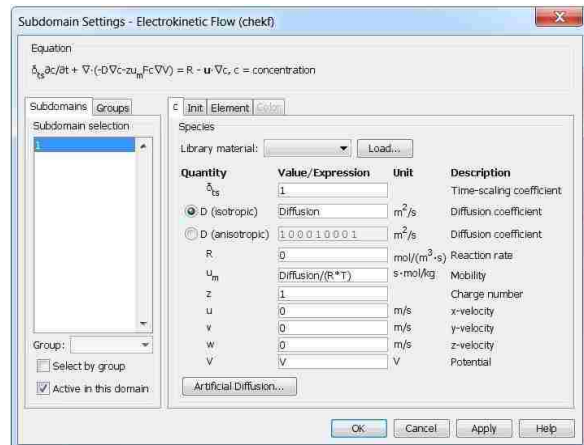 Subdomain Settings - Electrokinetic Flow (chekf)
Equation
δts∂c/∂t + ∇·(-D∇c-zumFc∇V) = R - u·∇c, c = concentration
Subdomains Groups
Subdomain selection
1
Group:
Select by group
Active in this domain
c Init Element Color
Species
Library material: Load...
Quantity Value/Expression Unit Description
δts 1 Time-scaling coefficient
D (isotropic) Diffusion m²/s Diffusion coefficient
D (anisotropic) 1 0 0 0 1 0 0 0 1 m²/s Diffusion coefficient
R 0 mol/(m³·s) Reaction rate
um Diffusion/(R*T) s·mol/kg Mobility
z 1 Charge number
u 0 m/s x-velocity
v 0 m/s y-velocity
w 0 m/s z-velocity
V V V Potential
Artificial Diffusion...
OK Cancel Apply Help